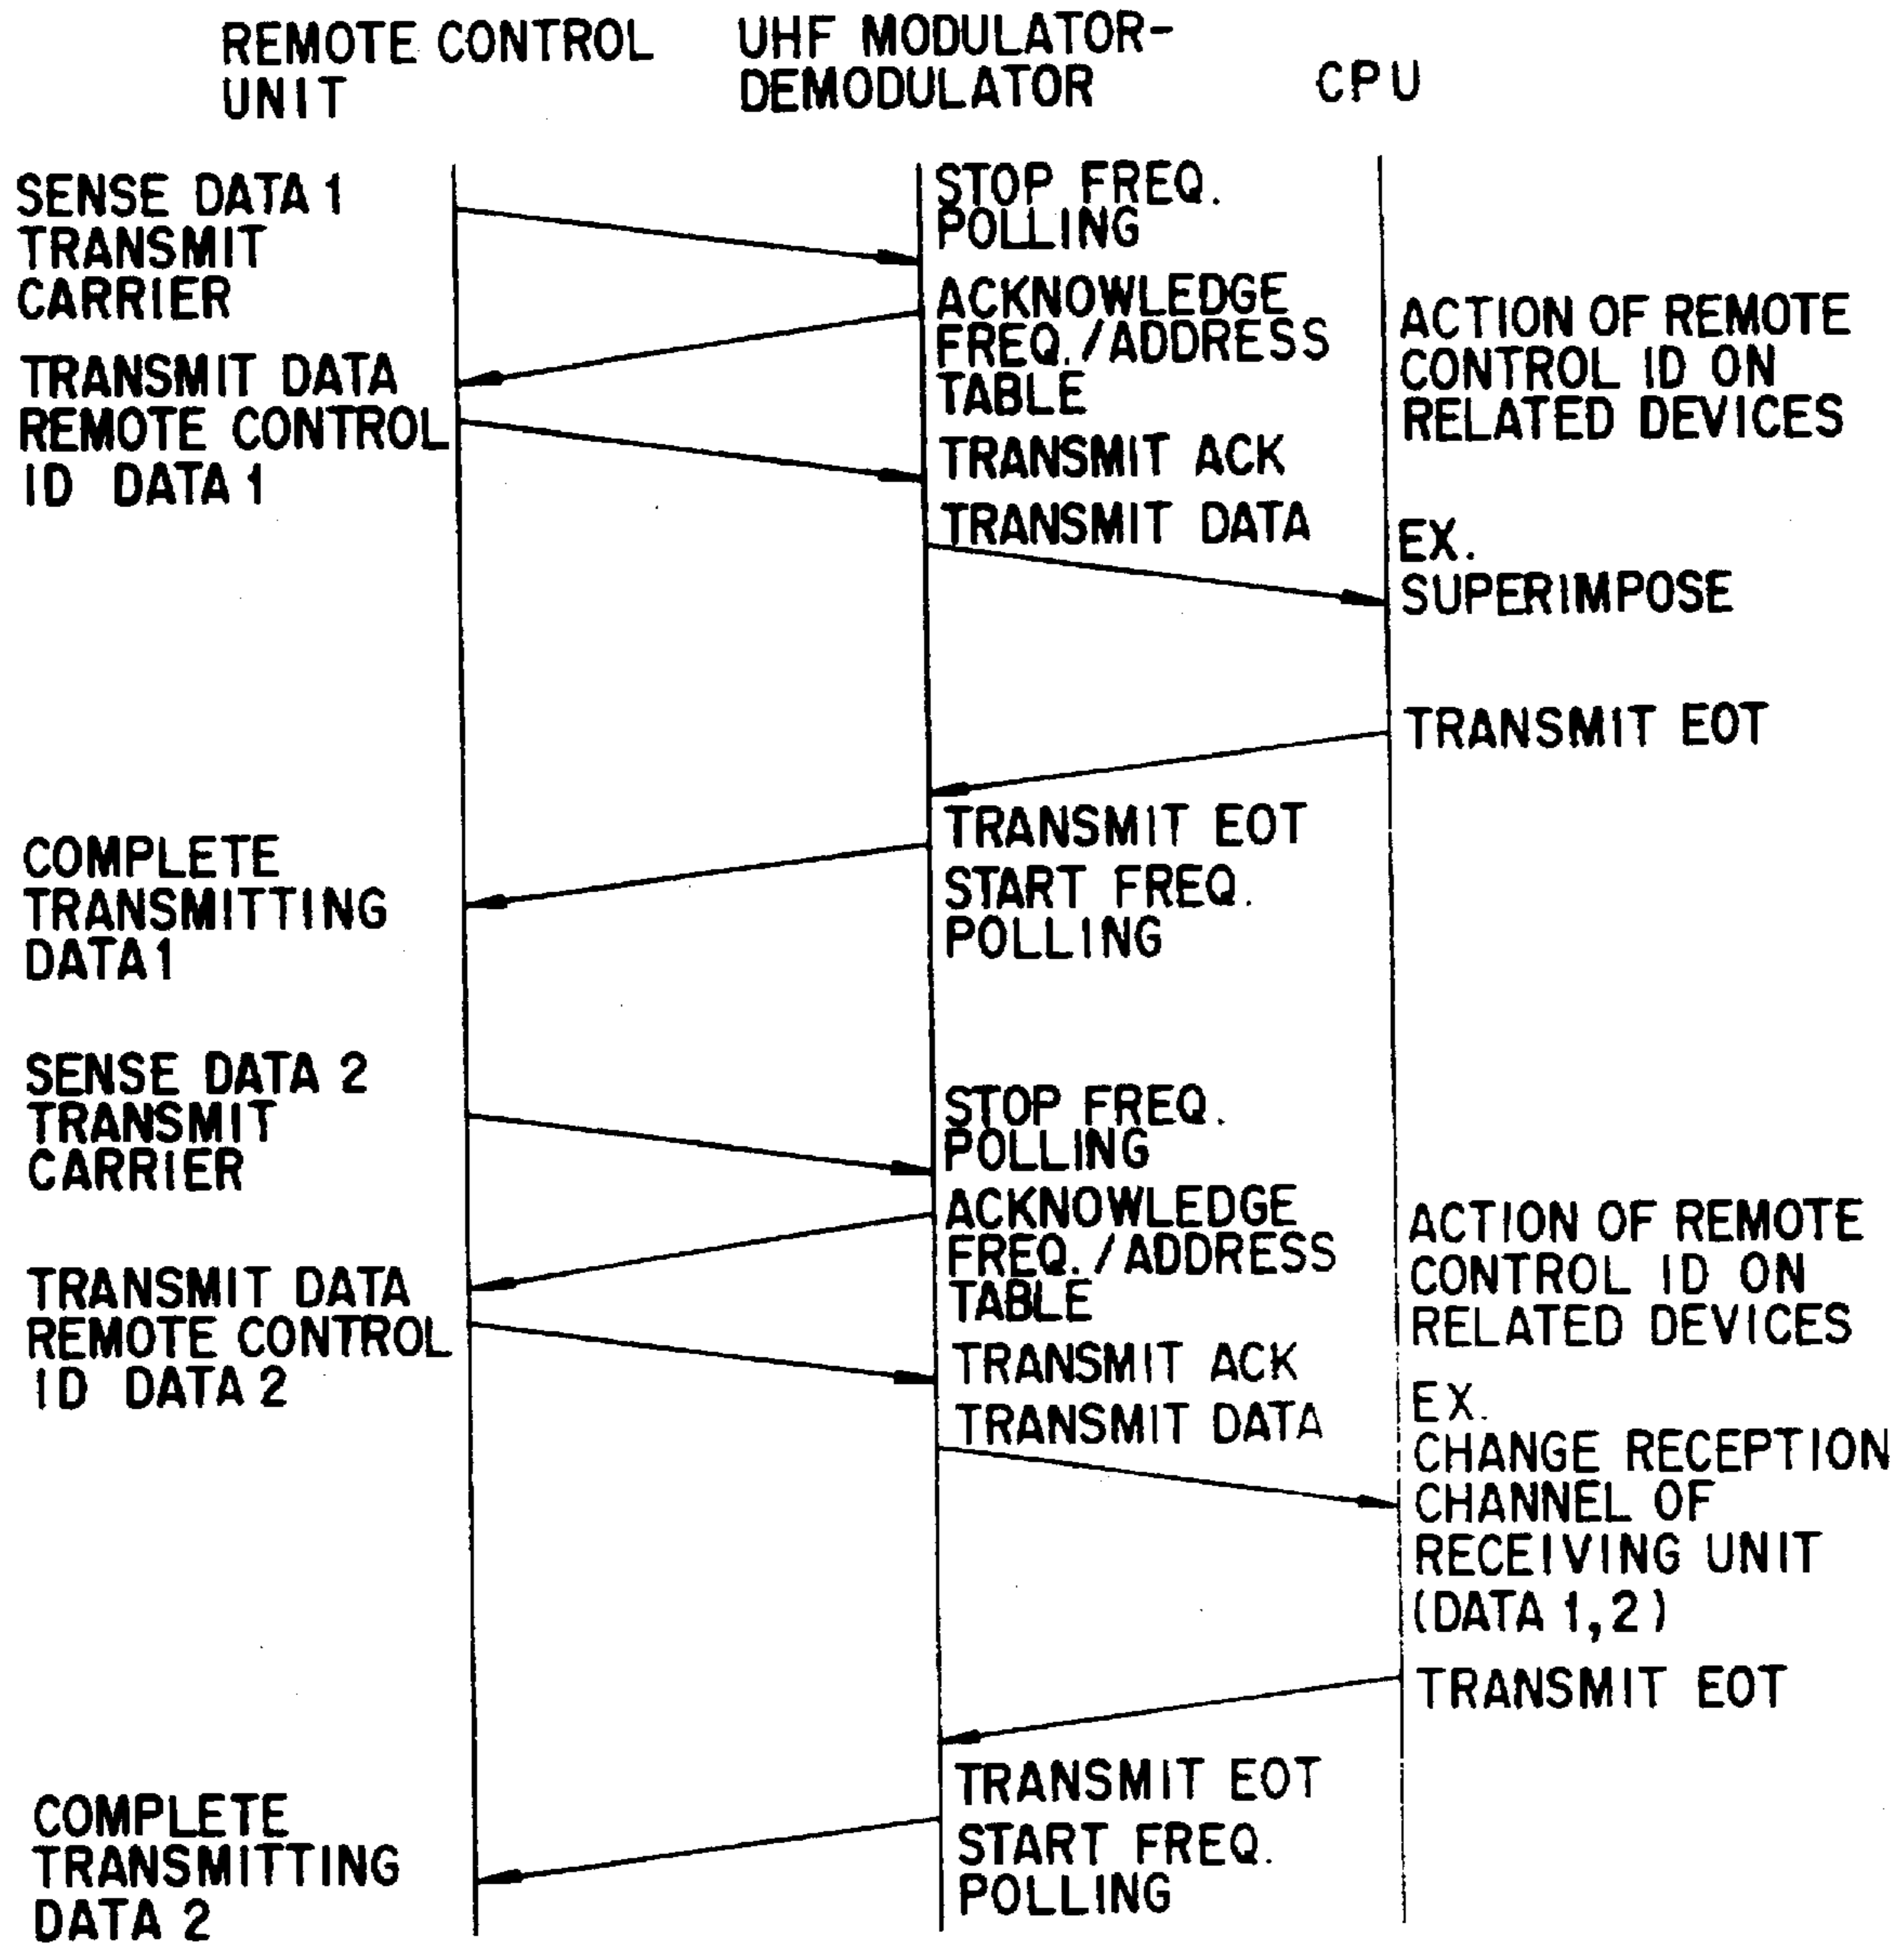 REMOTE CONTROL
UNIT
UHF MODULATOR-
DEMODULATOR
CPU
SENSE DATA 1
TRANSMIT
CARRIER
STOP FREQ.
POLLING
ACKNOWLEDGE
FREQ./ADDRESS
TABLE
ACTION OF REMOTE
CONTROL ID ON
RELATED DEVICES
TRANSMIT DATA
REMOTE CONTROL
ID DATA 1
TRANSMIT ACK
TRANSMIT DATA
EX.
SUPERIMPOSE
TRANSMIT EOT
TRANSMIT EOT
START FREQ.
POLLING
COMPLETE
TRANSMITTING
DATA 1
SENSE DATA 2
TRANSMIT
CARRIER
STOP FREQ.
POLLING
ACKNOWLEDGE
FREQ./ADDRESS
TABLE
ACTION OF REMOTE
CONTROL ID ON
RELATED DEVICES
TRANSMIT DATA
REMOTE CONTROL
ID DATA 2
TRANSMIT ACK
TRANSMIT DATA
EX.
CHANGE RECEPTION
CHANNEL OF
RECEIVING UNIT
(DATA 1,2)
TRANSMIT EOT
TRANSMIT EOT
START FREQ.
POLLING
COMPLETE
TRANSMITTING
DATA 2